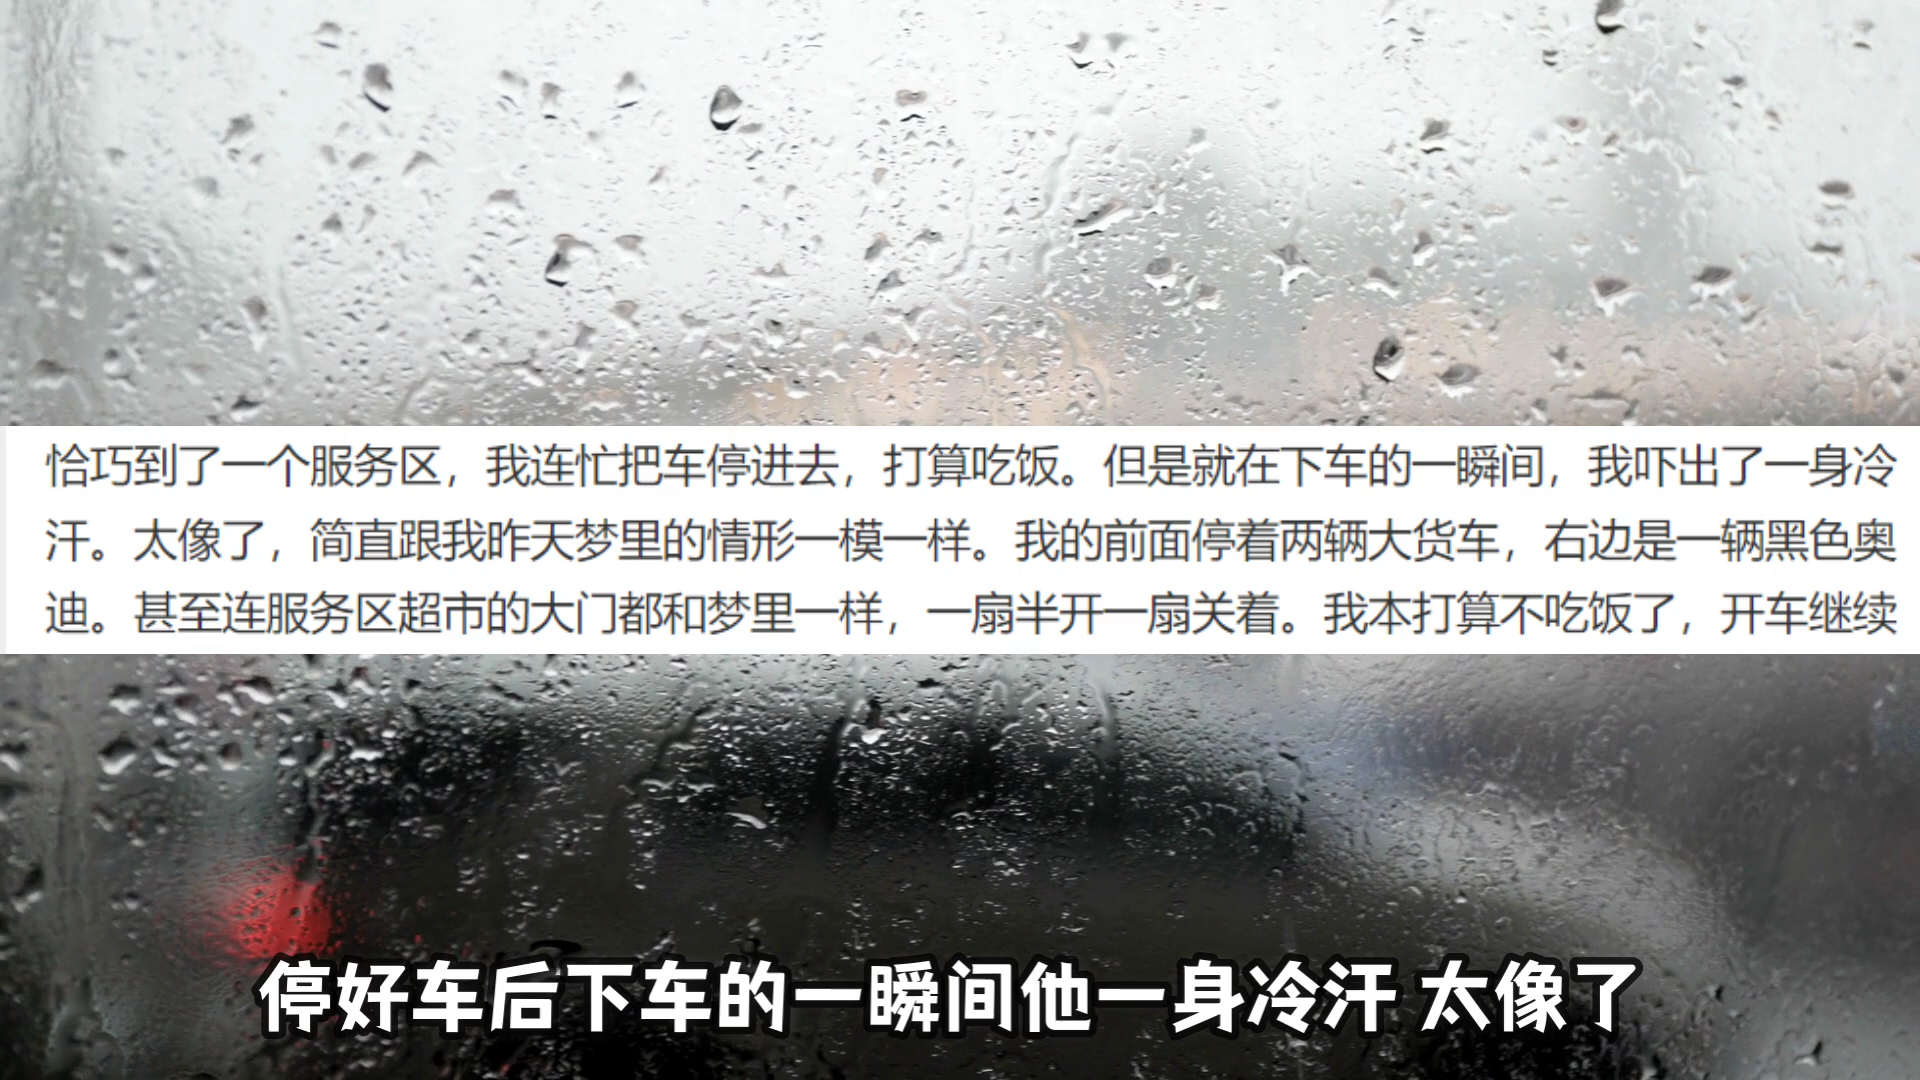 恰巧到了一个服务区，我连忙把车停进去，打算吃饭。但是就在下车的一瞬间，我吓出了一身冷
汗。太像了，简直跟我昨天梦里的情形一模一样。我的前面停着两辆大货车，右边是一辆黑色奥
迪。甚至连服务区超市的大门都和梦里一样，一扇半开一扇关着。我本打算不吃饭了，开车继续
停好车后下车的一瞬间他一身冷汗 太像了